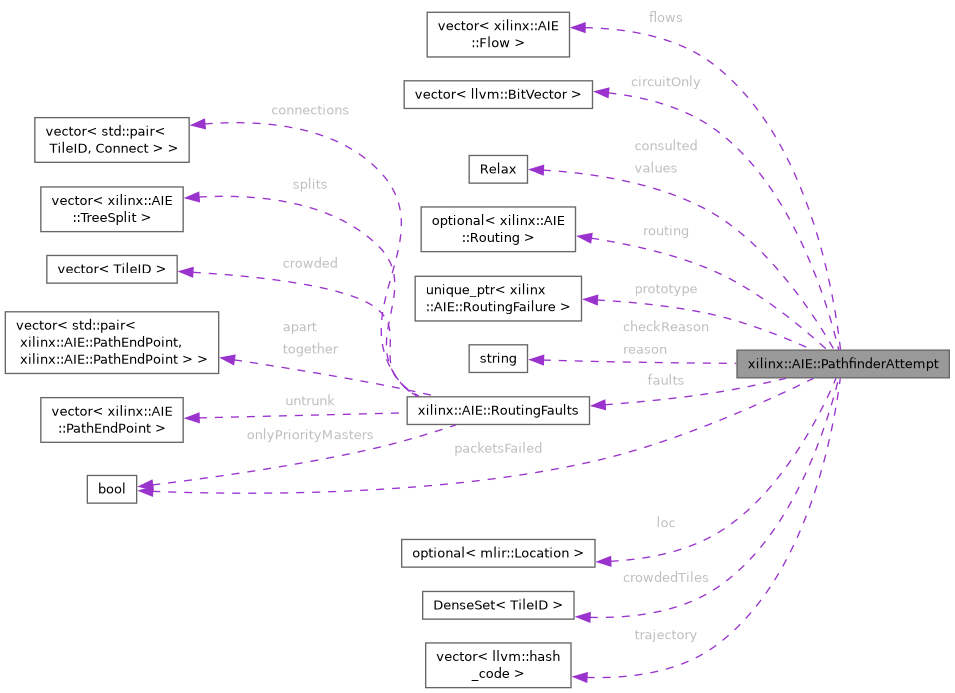 flows
vector< xilinx::AIE
::Flow >
circuitOnly
vector< llvm::BitVector >
connections
vector< std::pair<
TileID, Connect > >
consulted
values
Relax
splits
vector< xilinx::AIE
::TreeSplit >
optional< xilinx::AIE
::Routing >
routing
crowded
vector< TileID >
unique_ptr< xilinx
::AIE::RoutingFailure >
prototype
apart
together
vector< std::pair<
xilinx::AIE::PathEndPoint,
xilinx::AIE::PathEndPoint > >
checkReason
reason
string
xilinx::AIE::PathfinderAttempt
faults
untrunk
vector< xilinx::AIE
::PathEndPoint >
xilinx::AIE::RoutingFaults
onlyPriorityMasters
packetsFailed
bool
loc
optional< mlir::Location >
crowdedTiles
DenseSet< TileID >
trajectory
vector< llvm::hash
_code >